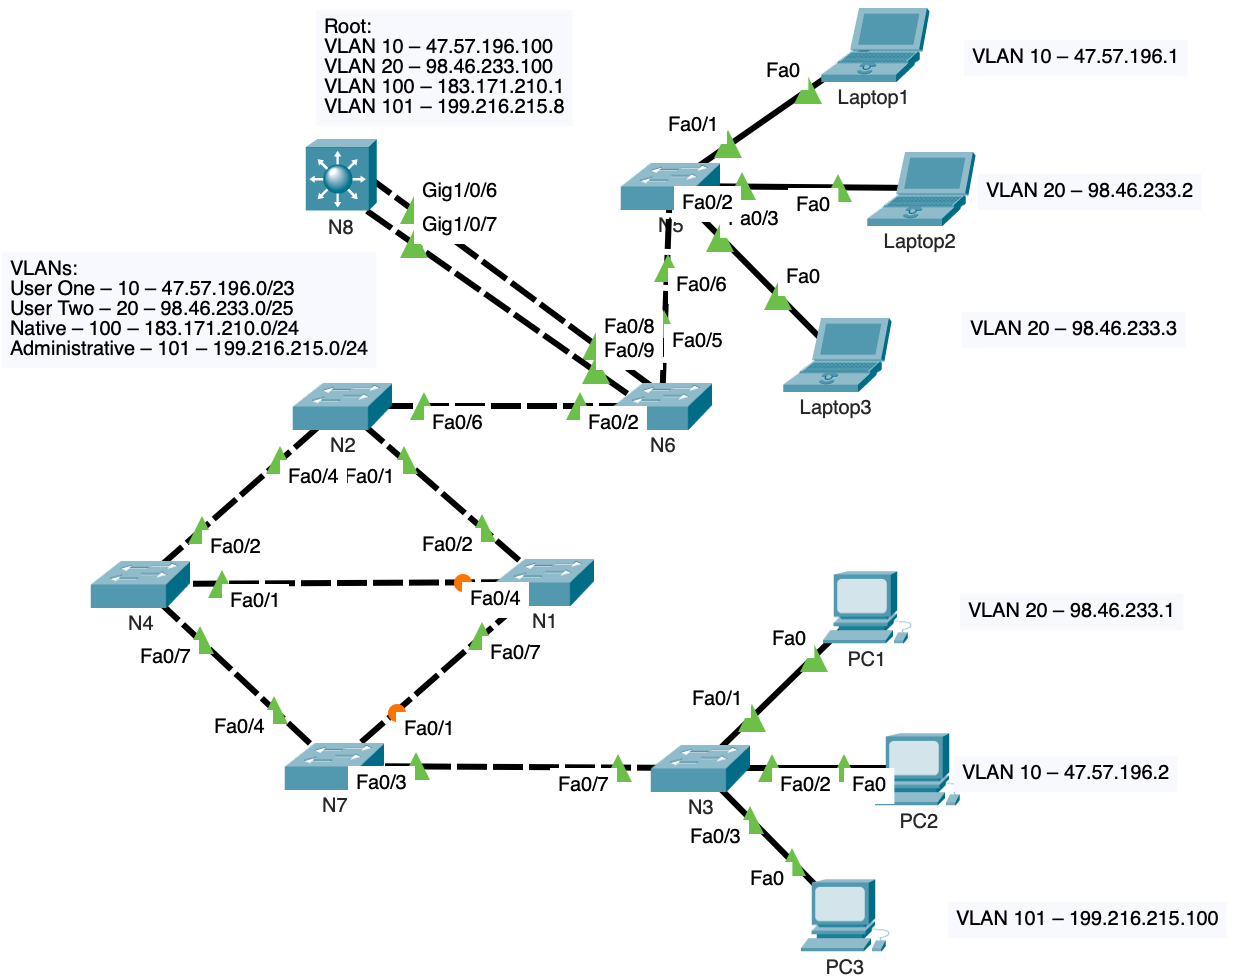 Root:
VLAN 10 – 47.57.196.100
VLAN 20 – 98.46.233.100
VLAN 100 – 183.171.210.1
VLAN 101 – 199.216.215.8
Fa0
Laptop1
VLAN 10 – 47.57.196.1
Fa0/1
N8
Gig1/0/6
Gig1/0/7
Fa0/2
N5
a0/3
Fa0
Laptop2
VLAN 20 – 98.46.233.2
VLANs:
User One – 10 – 47.57.196.0/23
User Two – 20 – 98.46.233.0/25
Native – 100 – 183.171.210.0/24
Administrative – 101 – 199.216.215.0/24
Fa0/6
Fa0
Fa0/8
Fa0/9
Fa0/5
VLAN 20 – 98.46.233.3
Laptop3
N2
Fa0/6
Fa0/2
N6
Fa0/4
Fa0/1
Fa0/2
Fa0/2
N4
Fa0/1
Fa0/4
N1
Fa0/7
Fa0/7
Fa0
PC1
VLAN 20 – 98.46.233.1
Fa0/4
Fa0/1
Fa0/1
N7
Fa0/3
Fa0/7
N3
Fa0/2
Fa0
PC2
VLAN 10 – 47.57.196.2
Fa0/3
Fa0
PC3
VLAN 101 – 199.216.215.100